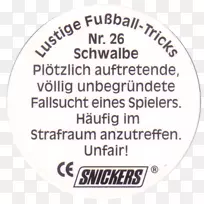 Lustige Fußball-Tricks
Nr. 26
Schwalbe
Plötzlich auftretende,
völlig unbegründete
Fallsucht eines Spielers.
Häufig im
Strafraum anzutreffen.
Unfair!
CE SNICKERS ®